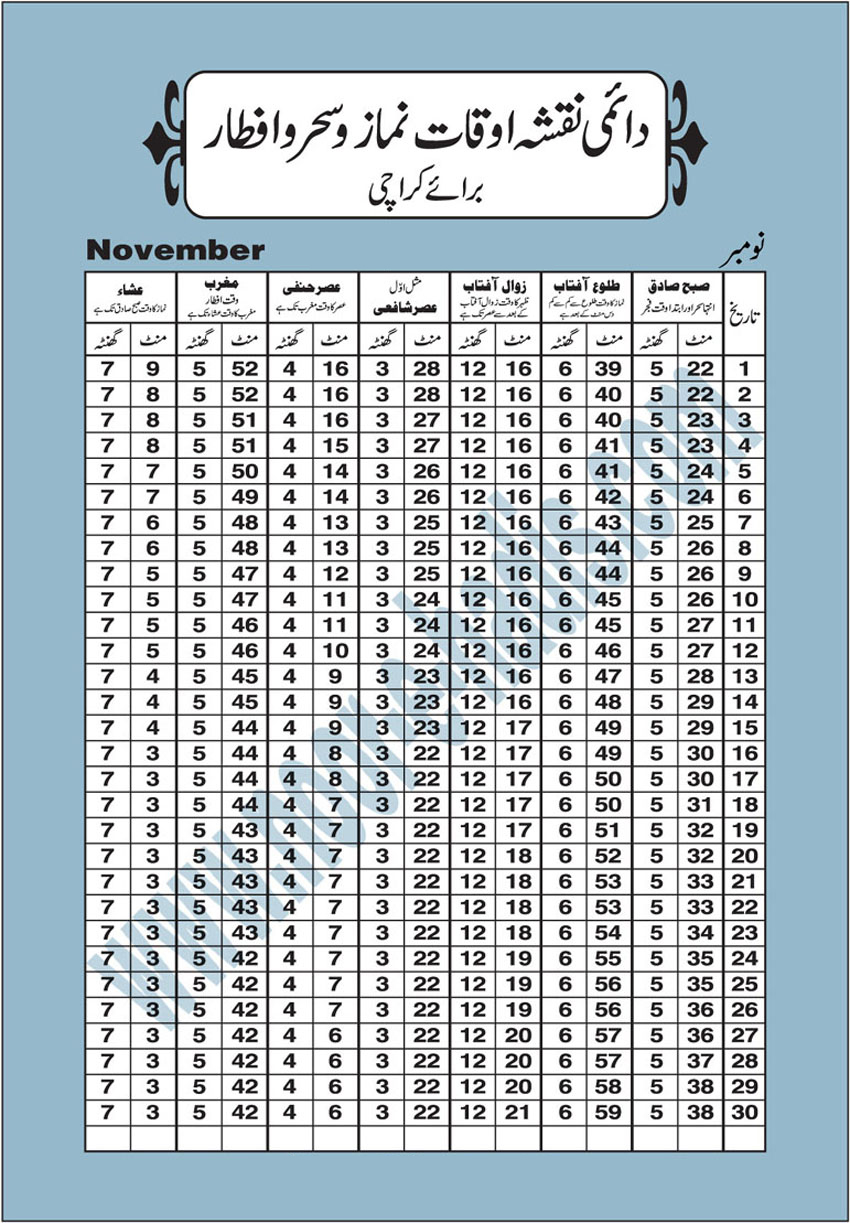 دائمی نقشہ اوقات نماز و سحر و افطار
برائے کراچی
نومبر November
تاریخ صبح صادق طلوع آفتاب زوال آفتاب مثل اوّل عصر شافعی عصر حنفی مغرب عشاء
انتہا سحر اور ابتدا وقت فجر نماز کا وقت طلوع سے کم سے کم دس منٹ کے بعد ہے ظہر کا وقت زوال آفتاب کے بعد سے عصر تک ہے عصر کا وقت مغرب تک ہے وقت افطار مغرب کا وقت عشاء تک ہے نماز کا وقت صبح صادق تک ہے
منٹ گھنٹہ منٹ گھنٹہ منٹ گھنٹہ منٹ گھنٹہ منٹ گھنٹہ منٹ گھنٹہ منٹ گھنٹہ
7 9 5 52 4 16 3 28 12 16 6 39 5 22 1
7 8 5 52 4 16 3 28 12 16 6 40 5 22 2
7 8 5 51 4 16 3 27 12 16 6 40 5 23 3
7 8 5 51 4 15 3 27 12 16 6 41 5 23 4
7 7 5 50 4 14 3 26 12 16 6 41 5 24 5
7 7 5 49 4 14 3 26 12 16 6 42 5 24 6
7 6 5 48 4 13 3 25 12 16 6 43 5 25 7
7 6 5 48 4 13 3 25 12 16 6 44 5 26 8
7 5 5 47 4 12 3 25 12 16 6 44 5 26 9
7 5 5 47 4 11 3 24 12 16 6 45 5 26 10
7 5 5 46 4 11 3 24 12 16 6 45 5 27 11
7 5 5 46 4 10 3 24 12 16 6 46 5 27 12
7 4 5 45 4 9 3 23 12 16 6 47 5 28 13
7 4 5 45 4 9 3 23 12 16 6 48 5 29 14
7 4 5 44 4 9 3 23 12 17 6 49 5 29 15
7 3 5 44 4 8 3 22 12 17 6 49 5 30 16
7 3 5 44 4 8 3 22 12 17 6 50 5 30 17
7 3 5 44 4 7 3 22 12 17 6 50 5 31 18
7 3 5 43 4 7 3 22 12 17 6 51 5 32 19
7 3 5 43 4 7 3 22 12 18 6 52 5 32 20
7 3 5 43 4 7 3 22 12 18 6 53 5 33 21
7 3 5 43 4 7 3 22 12 18 6 53 5 33 22
7 3 5 43 4 7 3 22 12 18 6 54 5 34 23
7 3 5 42 4 7 3 22 12 19 6 55 5 35 24
7 3 5 42 4 7 3 22 12 19 6 56 5 35 25
7 3 5 42 4 7 3 22 12 19 6 56 5 36 26
7 3 5 42 4 6 3 22 12 20 6 57 5 36 27
7 3 5 42 4 6 3 22 12 20 6 57 5 37 28
7 3 5 42 4 6 3 22 12 20 6 58 5 38 29
7 3 5 42 4 6 3 22 12 21 6 59 5 38 30
www.noor-e-hadis.com